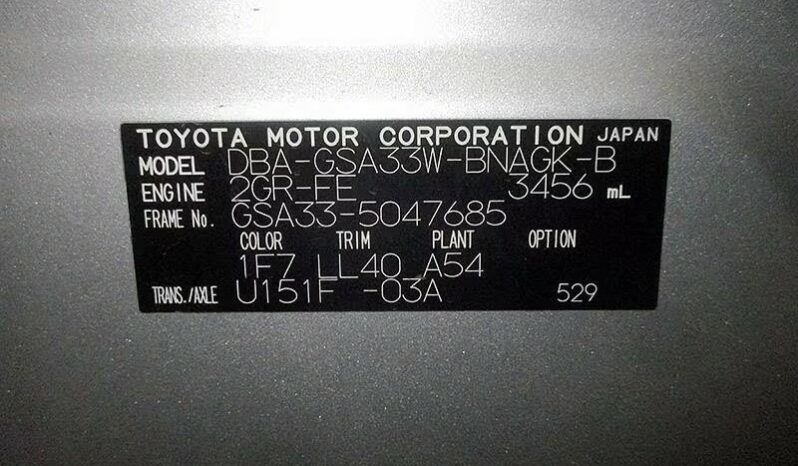 TOYOTA MOTOR CORPORATION JAPAN
MODEL DBA-GSA33W-BNAGK-B
ENGINE 2GR-FE 3456 mL
FRAME No. GSA33-5047685
COLOR TRIM PLANT OPTION
1F7 LL40 A54
TRANS./AXLE U151F -03A 529